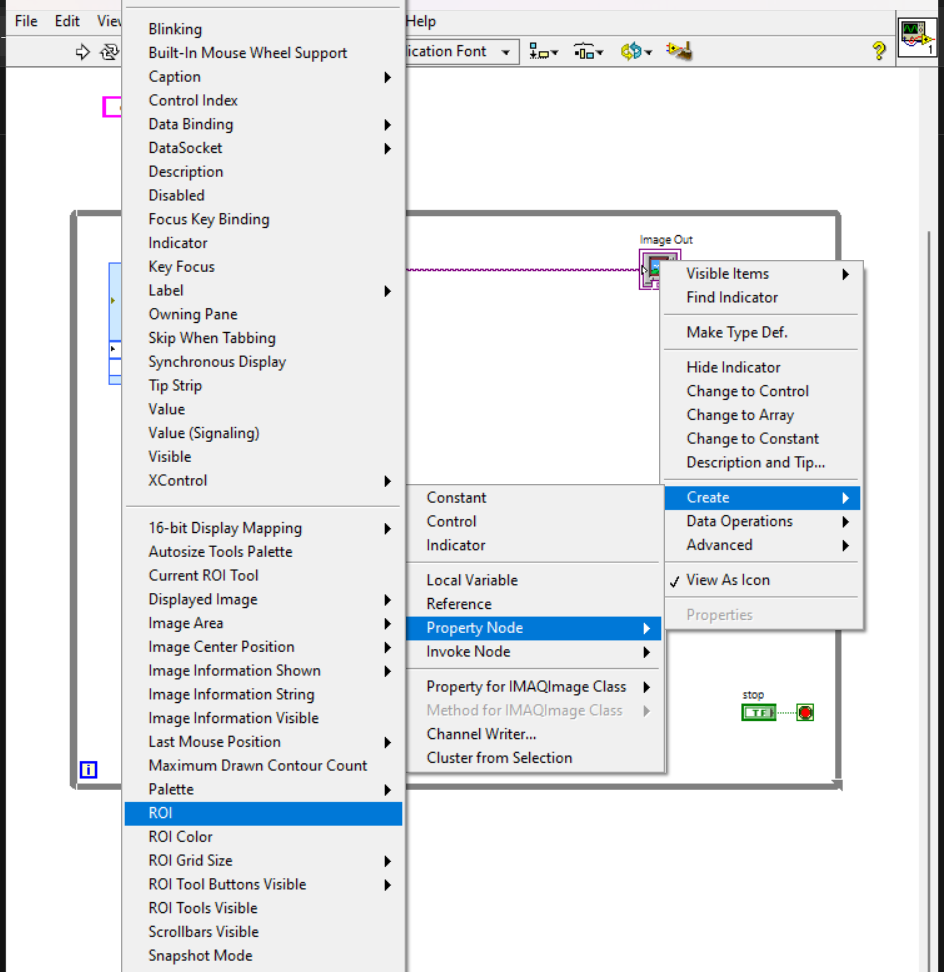 File Edit View Help
ication Font
1
Blinking
Built-In Mouse Wheel Support
Caption
Control Index
Data Binding
DataSocket
Description
Disabled
Focus Key Binding
Indicator
Key Focus
Label
Owning Pane
Skip When Tabbing
Synchronous Display
Tip Strip
Value
Value (Signaling)
Visible
XControl
16-bit Display Mapping
Autosize Tools Palette
Current ROI Tool
Displayed Image
Image Area
Image Center Position
Image Information Shown
Image Information String
Image Information Visible
Last Mouse Position
Maximum Drawn Contour Count
Palette
ROI
ROI Color
ROI Grid Size
ROI Tool Buttons Visible
ROI Tools Visible
Scrollbars Visible
Snapshot Mode
Constant
Control
Indicator
Local Variable
Reference
Property Node
Invoke Node
Property for IMAQImage Class
Method for IMAQImage Class
Channel Writer...
Cluster from Selection
Image Out
Visible Items
Find Indicator
Make Type Def.
Hide Indicator
Change to Control
Change to Array
Change to Constant
Description and Tip...
Create
Data Operations
Advanced
View As Icon
Properties
stop
TF
i